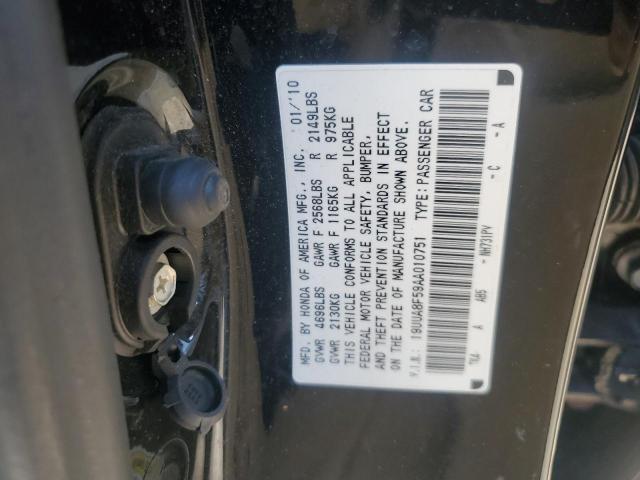 MFD. BY HONDA OF AMERICA MFG., INC. 01/'10
GVWR 4696LBS GAWR F 2568LBS R 2149LBS
GVWR 2130KG GAWR F 1165KG R 975KG
THIS VEHICLE CONFORMS TO ALL APPLICABLE
FEDERAL MOTOR VEHICLE SAFETY, BUMPER,
AND THEFT PREVENTION STANDARDS IN EFFECT
ON THE DATE OF MANUFACTURE SHOWN ABOVE.
V.I.N.: 19UUA8F59AA010751 TYPE: PASSENGER CAR
TK4 A AB5 - NH731PV - C - A